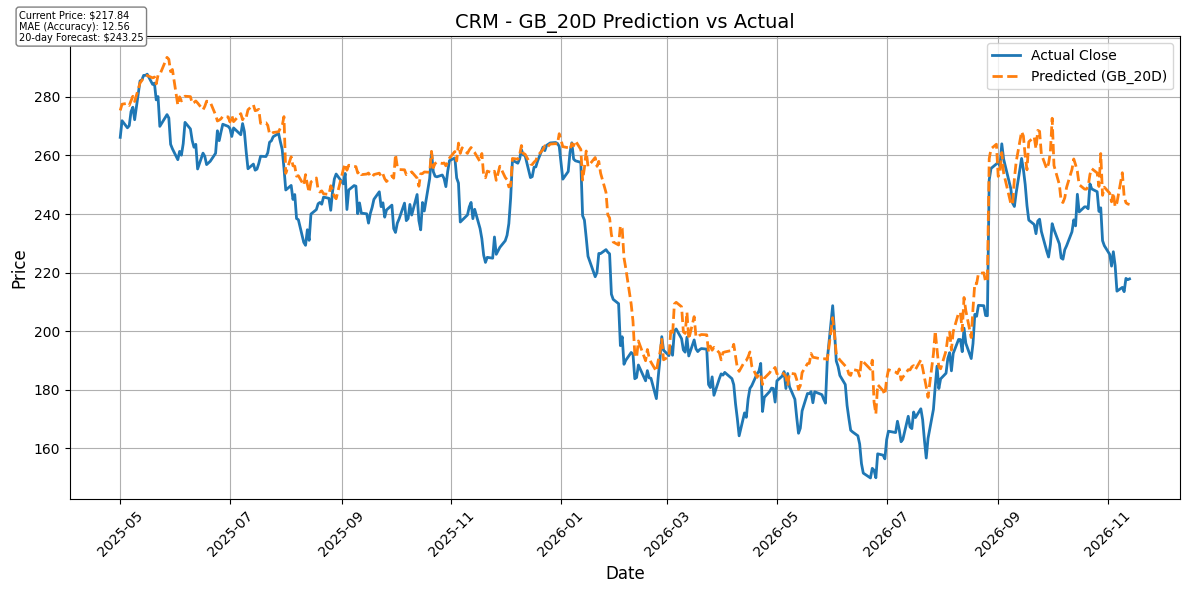 Current Price: $217.84
MAE (Accuracy): 12.56
20-day Forecast: $243.25
CRM - GB_20D Prediction vs Actual
Actual Close
Predicted (GB_20D)
Price
280
260
240
220
200
180
160
2025-05
2025-07
2025-09
2025-11
2026-01
2026-03
2026-05
2026-07
2026-09
2026-11
Date